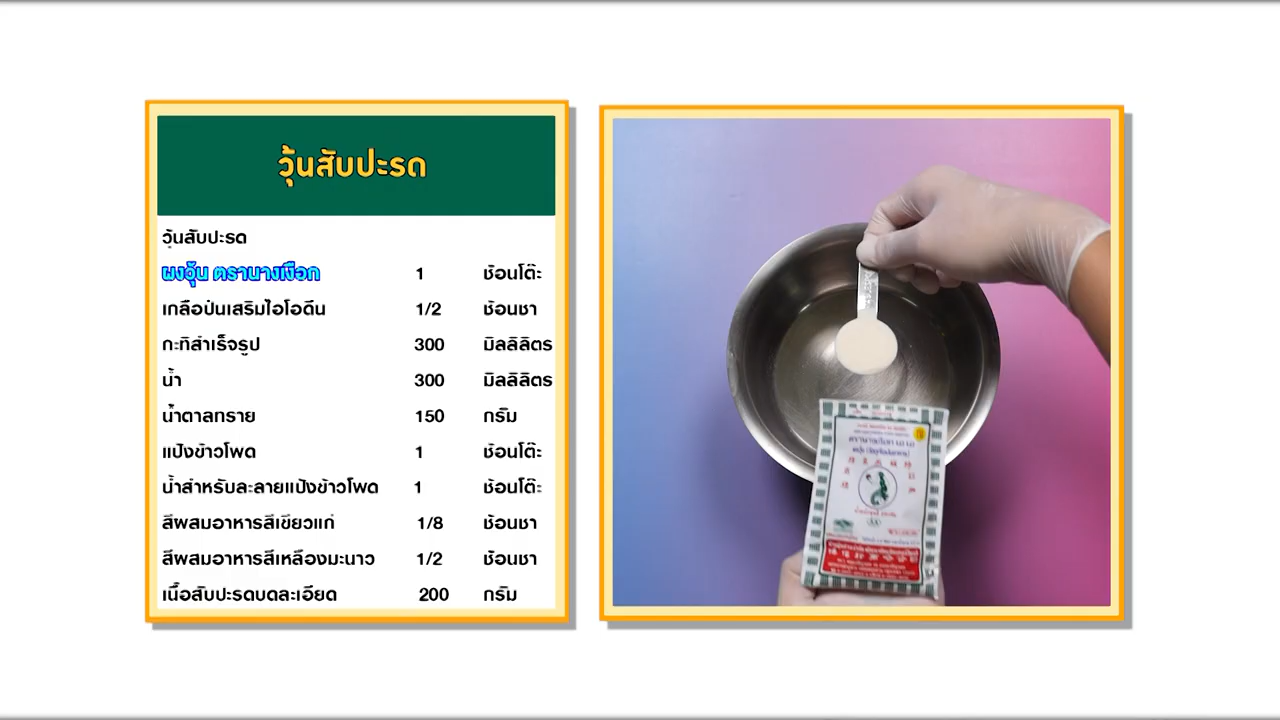 วุ้นสับปะรด
วุ้นสับปะรด
ผงวุ้น ตรานางเงือก 1 ช้อนโต๊ะ
เกลือป่นเสริมไอโอดีน 1/2 ช้อนชา
กะทิสำเร็จรูป 300 มิลลิลิตร
น้ำ 300 มิลลิลิตร
น้ำตาลทราย 150 กรัม
แป้งข้าวโพด 1 ช้อนโต๊ะ
น้ำสำหรับละลายแป้งข้าวโพด 1 ช้อนโต๊ะ
สีผสมอาหารสีเขียวแก่ 1/8 ช้อนชา
สีผสมอาหารสีเหลืองมะนาว 1/2 ช้อนชา
เนื้อสับปะรดบดละเอียด 200 กรัม
ตรานางเงือก